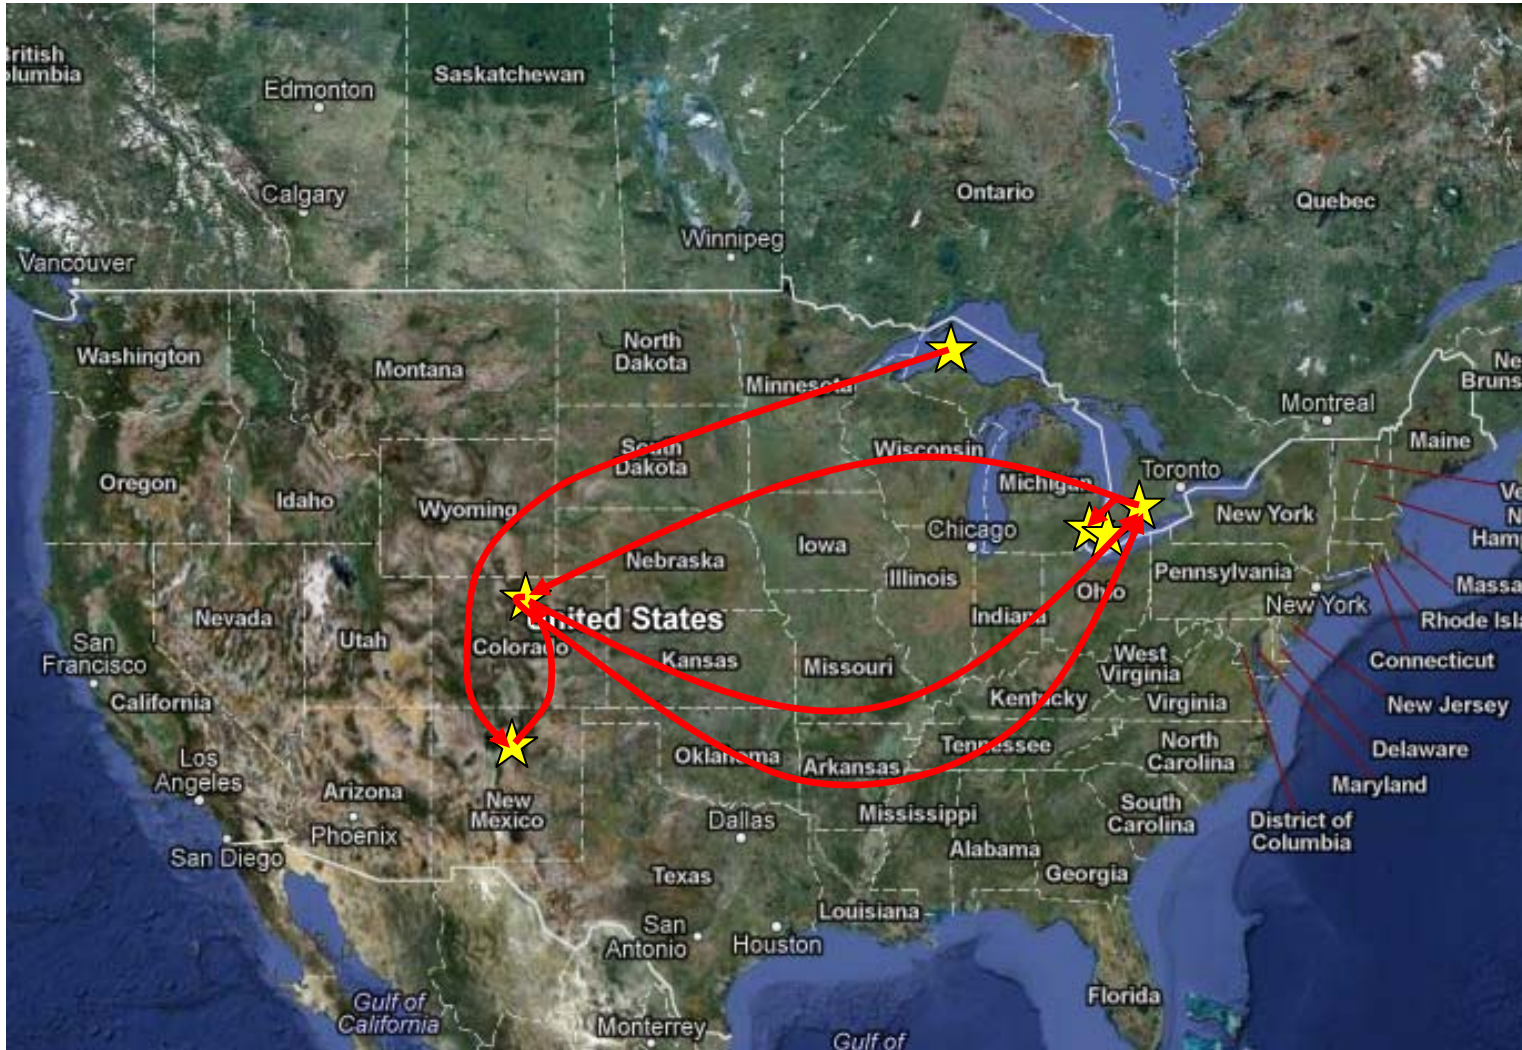 British
Columbia
Edmonton
Saskatchewan
Calgary
Ontario
Quebec
Winnipeg
Vancouver
Washington
Montana
North
Dakota
Minnesota
Ne
Bruns
Montreal
Maine
Oregon
Idaho
Wyoming
South
Dakota
Wisconsin
Michigan
Toronto
New York
Ve
N
Hamp
Chicago
Iowa
Nebraska
Illinois
Indiana
Ohio
Pennsylvania
New York
Massa
Rhode Isla
Connecticut
New Jersey
Delaware
Maryland
District of
Columbia
Nevada
Utah
Colorado
United States
Kansas
Missouri
West
Virginia
Virginia
Kentucky
San
Francisco
California
Los
Angeles
San Diego
Arizona
Phoenix
New
Mexico
Oklahoma
Arkansas
Tennessee
North
Carolina
South
Carolina
Dallas
Mississippi
Alabama
Georgia
Texas
Louisiana
San
Antonio
Houston
Florida
Gulf of
California
Monterrey
Gulf of